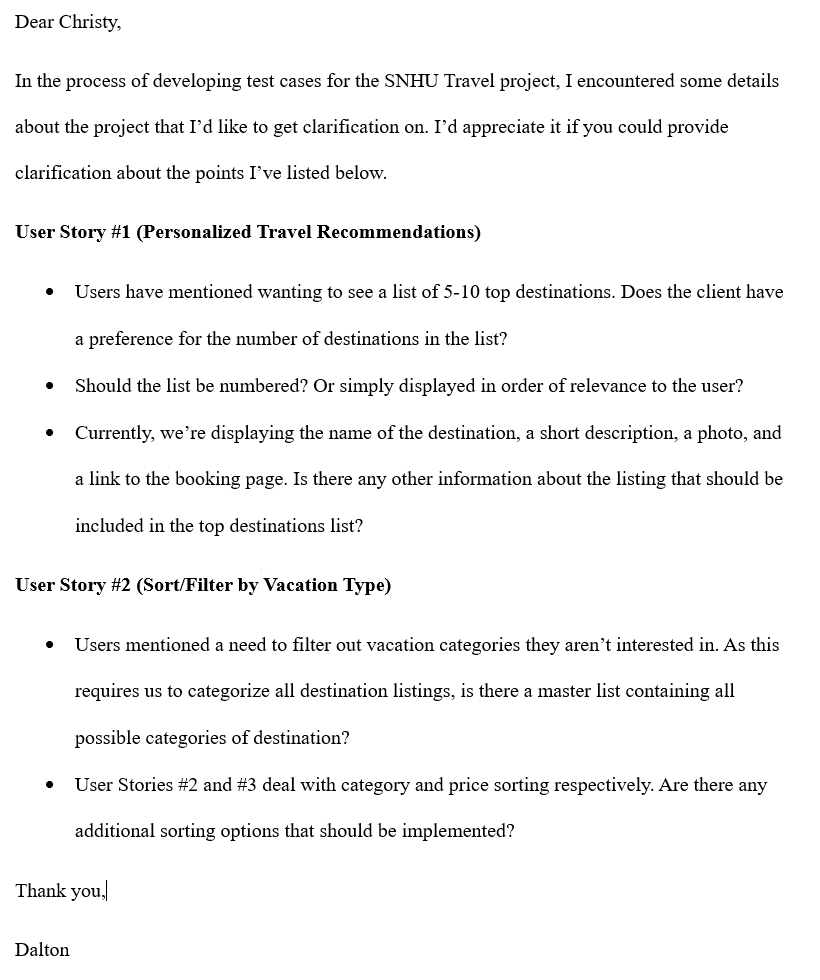 Dear Christy,
In the process of developing test cases for the SNHU Travel project, I encountered some details
about the project that I’d like to get clarification on. I’d appreciate it if you could provide
clarification about the points I’ve listed below.
User Story #1 (Personalized Travel Recommendations)
• Users have mentioned wanting to see a list of 5-10 top destinations. Does the client have
a preference for the number of destinations in the list?
• Should the list be numbered? Or simply displayed in order of relevance to the user?
• Currently, we’re displaying the name of the destination, a short description, a photo, and
a link to the booking page. Is there any other information about the listing that should be
included in the top destinations list?
User Story #2 (Sort/Filter by Vacation Type)
• Users mentioned a need to filter out vacation categories they aren’t interested in. As this
requires us to categorize all destination listings, is there a master list containing all
possible categories of destination?
• User Stories #2 and #3 deal with category and price sorting respectively. Are there any
additional sorting options that should be implemented?
Thank you,
Dalton